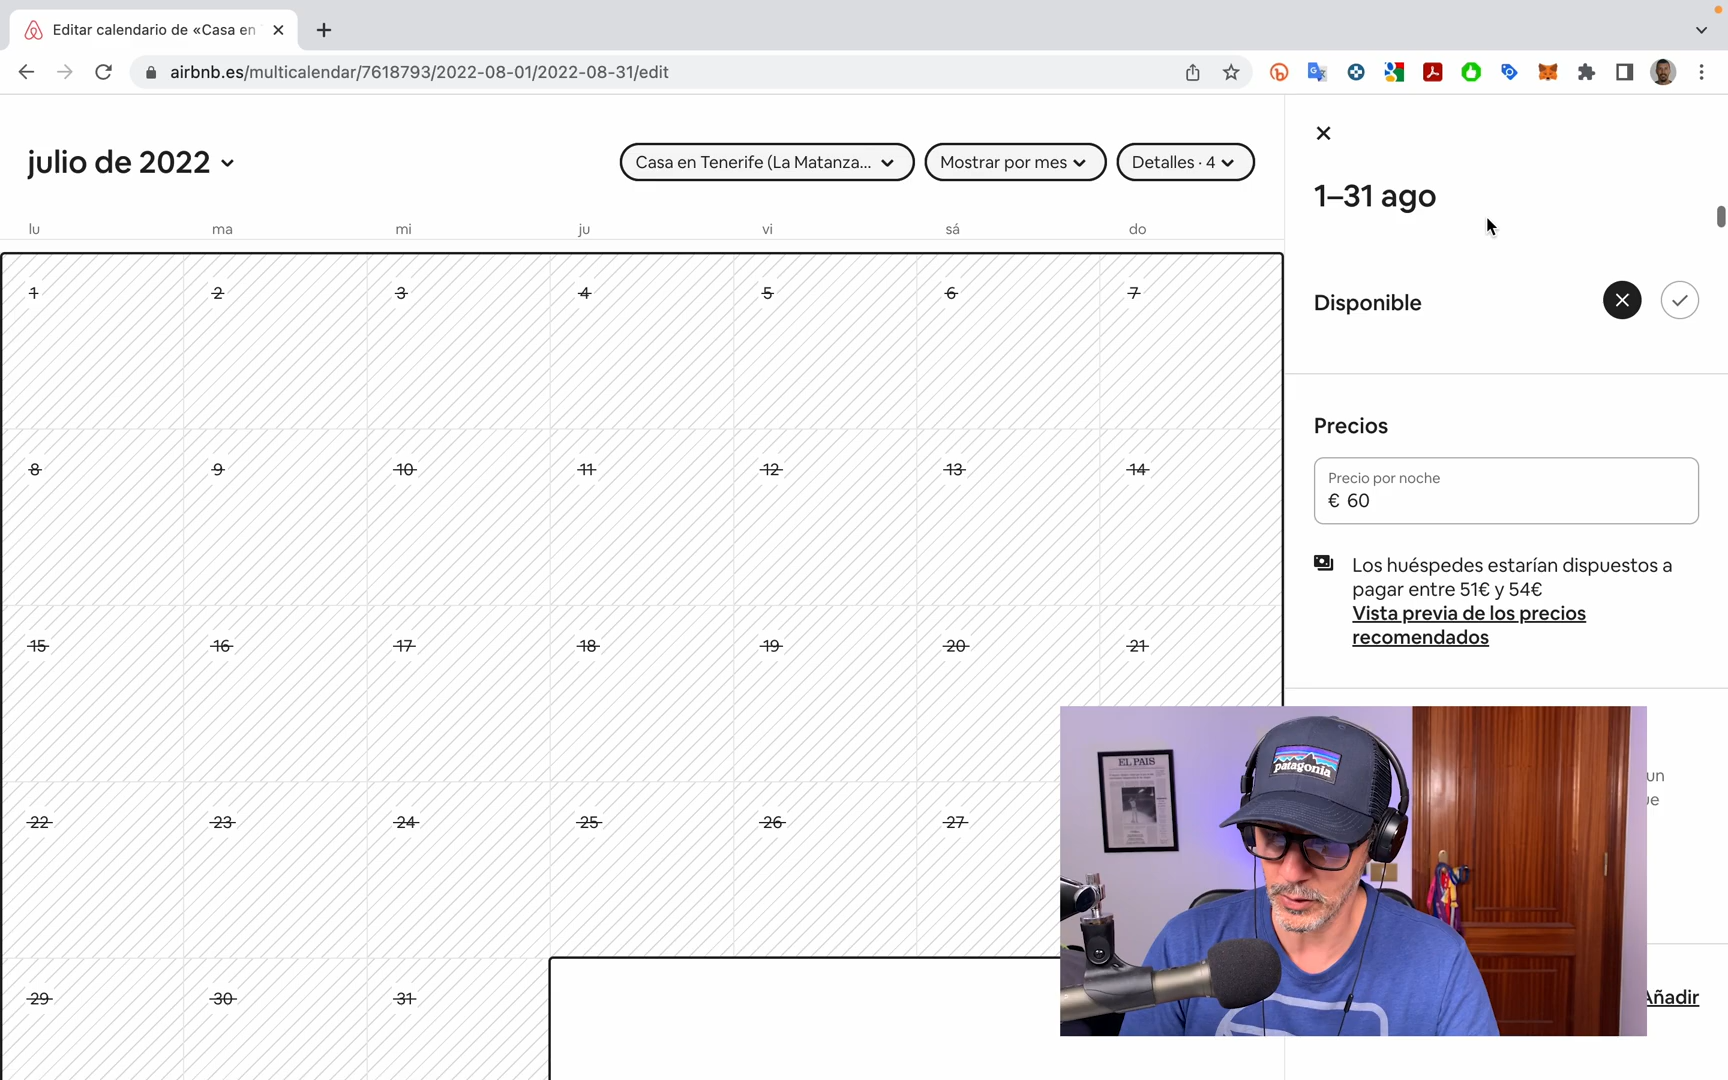 Editar calendario de «Casa en
airbnb.es/multicalendar/7618793/2022-08-01/2022-08-31/edit
julio de 2022
Casa en Tenerife (La Matanza...
Mostrar por mes
Detalles · 4
lu ma mi ju vi sá do
1 2 3 4 5 6 7
8 9 10 11 12 13 14
15 16 17 18 19 20 21
22 23 24 25 26 27
29 30 31
1–31 ago
Disponible
Precios
Precio por noche
€ 60
Los huéspedes estarían dispuestos a
pagar entre 51€ y 54€
Vista previa de los precios
recomendados
un
Añadir
EL PAIS
patagonia